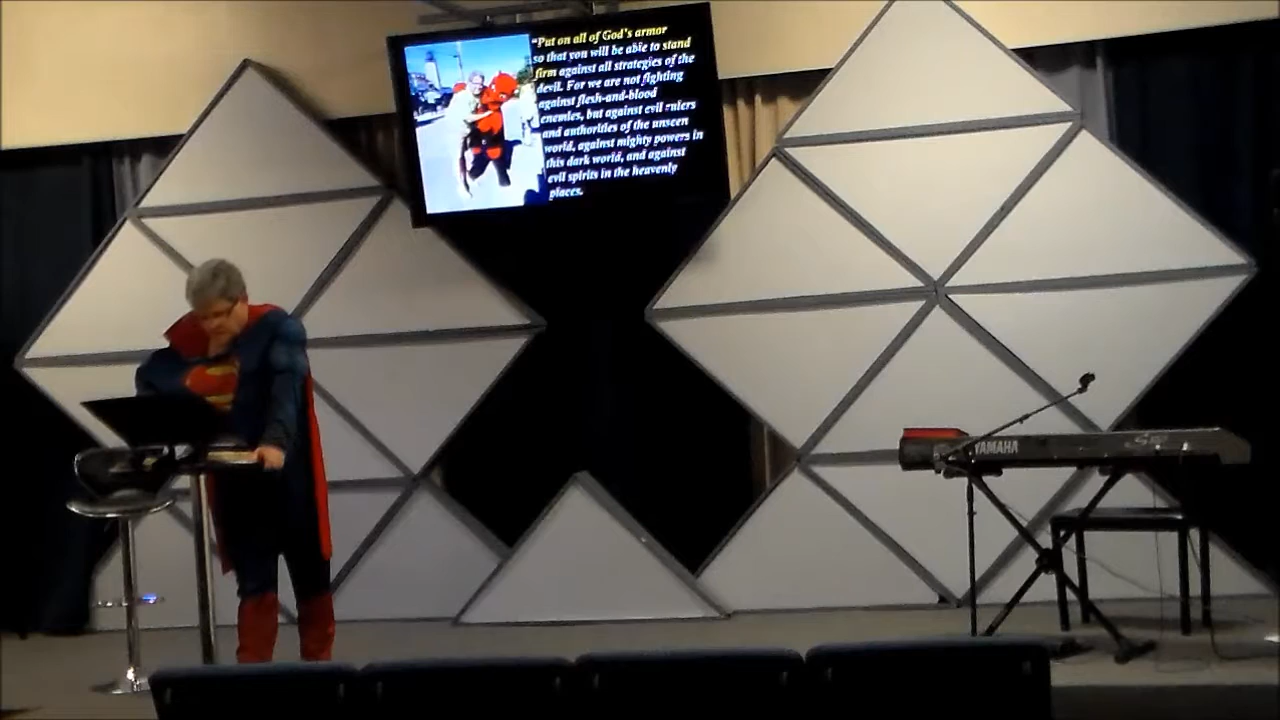 "Put on all of God's armor
so that you will be able to stand
firm against all strategies of the
devil. For we are not fighting
against flesh-and-blood
enemies, but against evil rulers
and authorities of the unseen
world, against mighty powers in
this dark world, and against
evil spirits in the heavenly
places.
YAMAHA